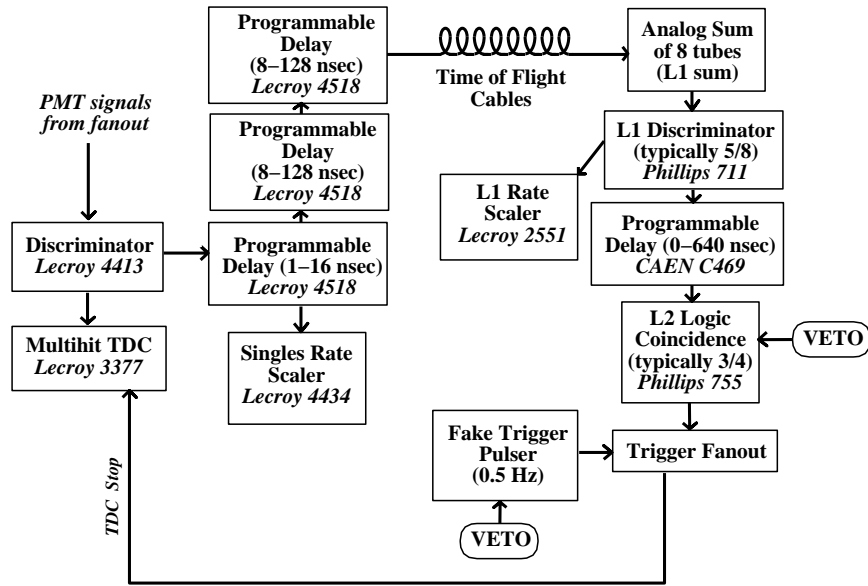 Programmable
Delay
(8–128 nsec)
Lecroy 4518
Time of Flight
Cables
Analog Sum
of 8 tubes
(L1 sum)
PMT signals
from fanout
Programmable
Delay
(8–128 nsec)
Lecroy 4518
L1 Discriminator
(typically 5/8)
Phillips 711
L1 Rate
Scaler
Lecroy 2551
Discriminator
Lecroy 4413
Programmable
Delay (1–16 nsec)
Lecroy 4518
Programmable
Delay (0–640 nsec)
CAEN C469
Multihit TDC
Lecroy 3377
Singles Rate
Scaler
Lecroy 4434
L2 Logic
Coincidence
(typically 3/4)
Phillips 755
VETO
Fake Trigger
Pulser
(0.5 Hz)
Trigger Fanout
TDC Stop
VETO